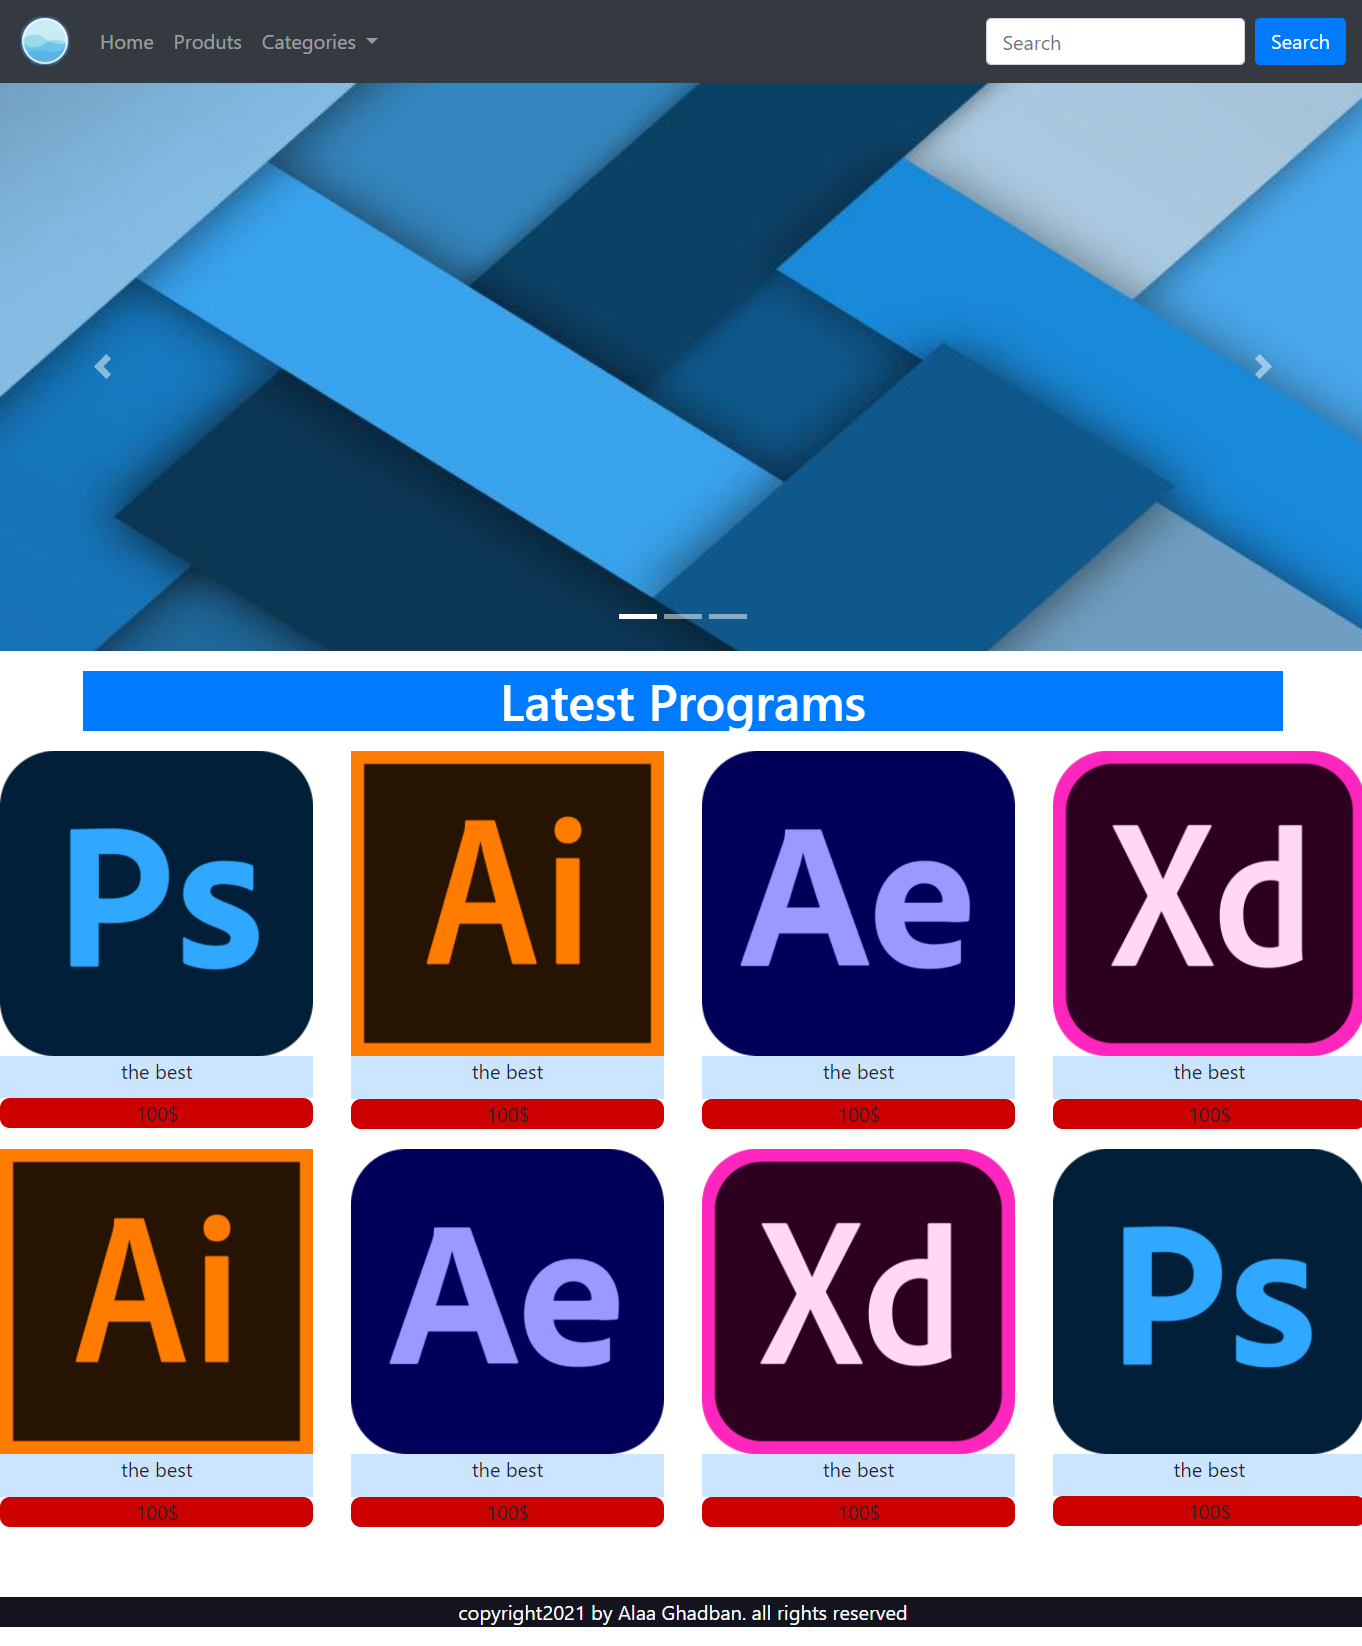 Home Produts Categories Search Search
Latest Programs
Ps Ai Ae Xd
the best the best the best the best
100$ 100$ 100$ 100$
Ai Ae Xd Ps
the best the best the best the best
100$ 100$ 100$ 100$
copyright2021 by Alaa Ghadban. all rights reserved